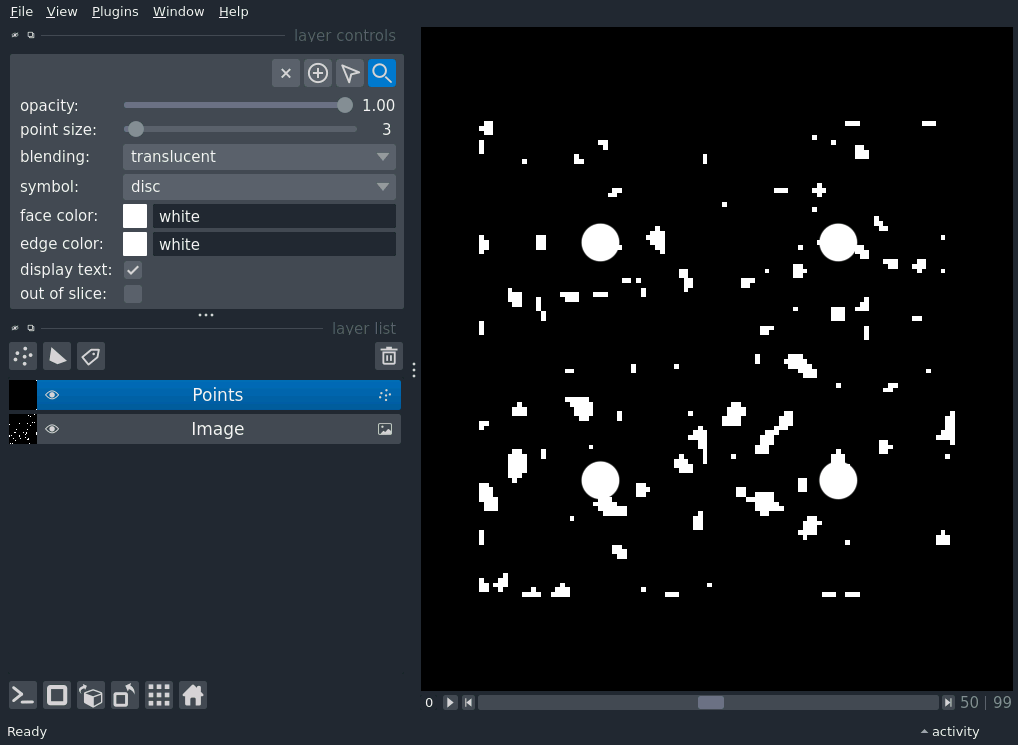 File View Plugins Window Help
layer controls
opacity: 1.00
point size: 3
blending: translucent
symbol: disc
face color: white
edge color: white
display text:
out of slice:
layer list
Points
Image
0 50 | 99
Ready activity